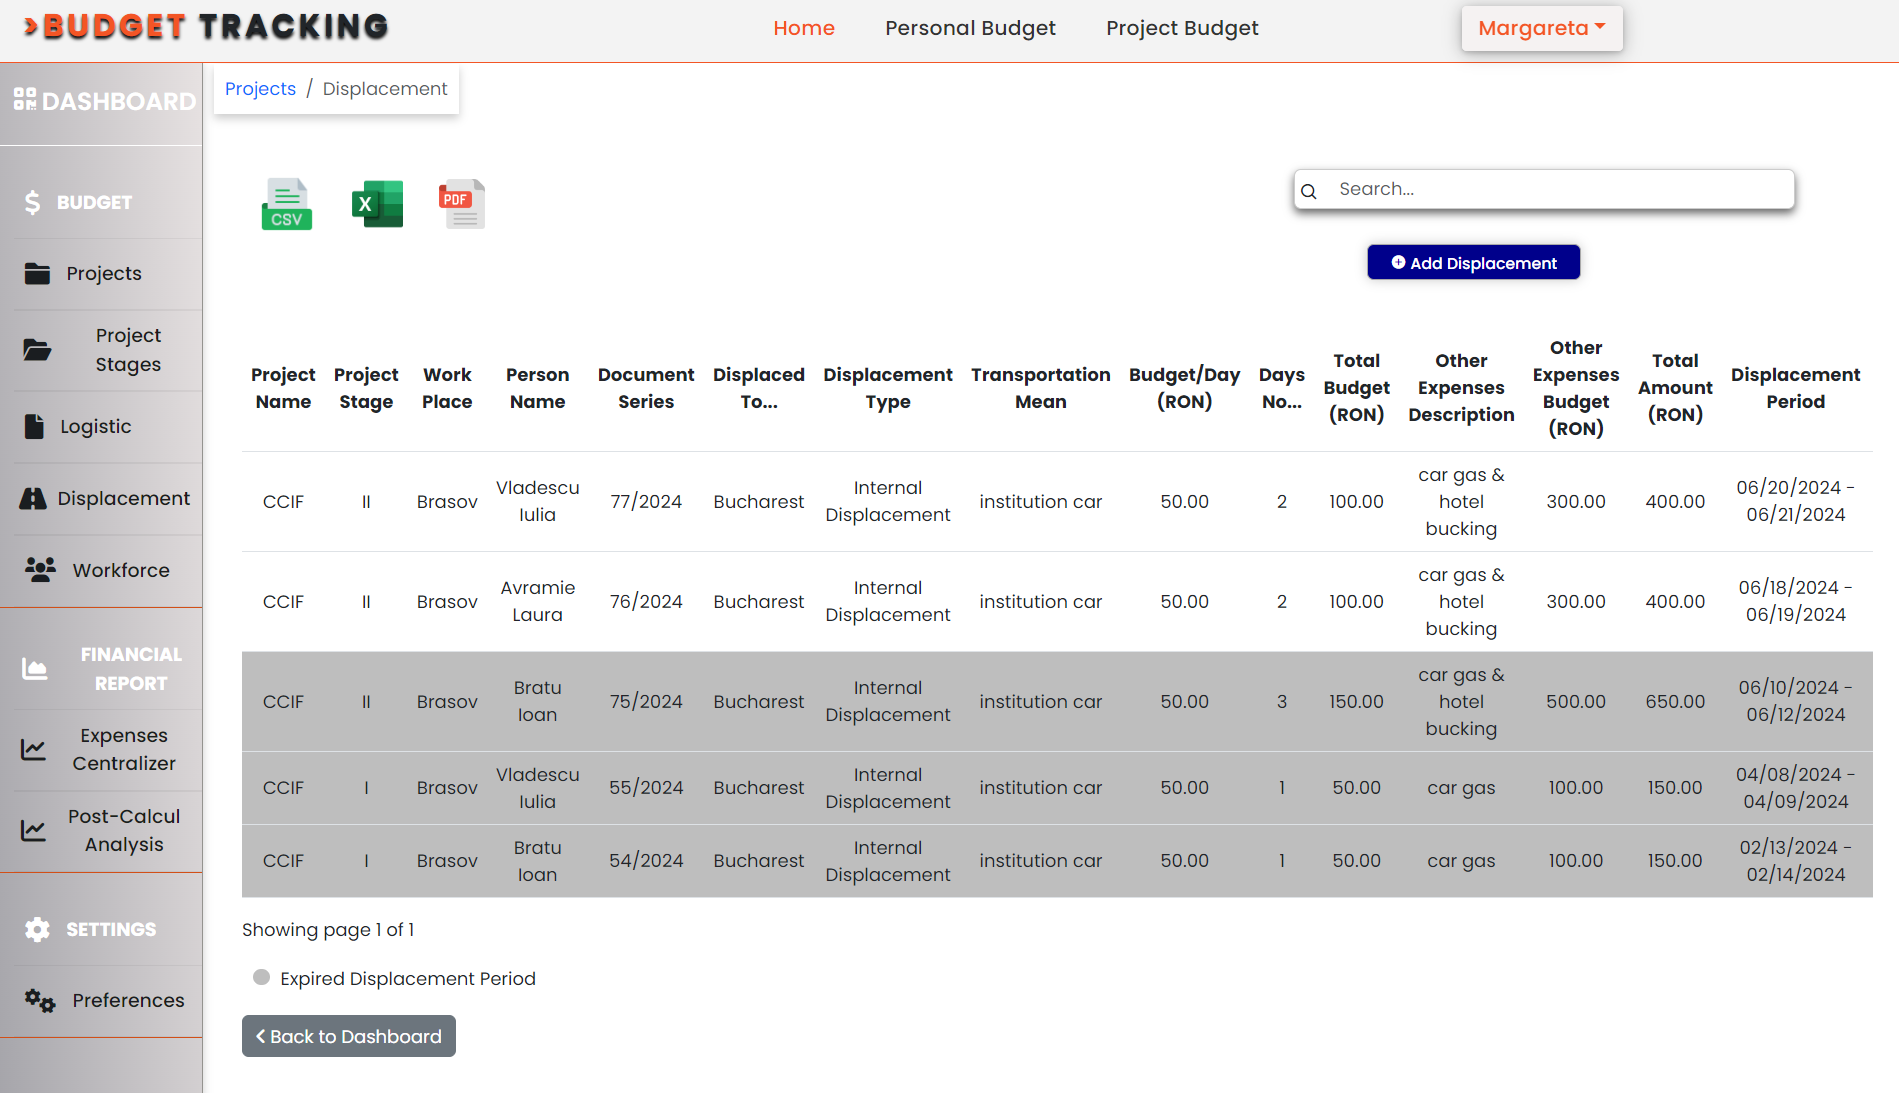 ›BUDGET TRACKING
Home Personal Budget Project Budget
Margareta
DASHBOARD
Projects / Displacement
BUDGET
Projects
Project
Stages
Logistic
Displacement
Workforce
FINANCIAL
REPORT
Expenses
Centralizer
Post-Calcul
Analysis
SETTINGS
Preferences
CSV
X
PDF
Search...
Add Displacement
Project Name Project Stage Work Place Person Name Document Series Displaced To... Displacement Type Transportation Mean Budget/Day (RON) Days No... Total Budget (RON) Other Expenses Description Other Expenses Budget (RON) Total Amount (RON) Displacement Period
CCIF II Brasov Vladescu Iulia 77/2024 Bucharest Internal Displacement institution car 50.00 2 100.00 car gas & hotel bucking 300.00 400.00 06/20/2024 - 06/21/2024
CCIF II Brasov Avramie Laura 76/2024 Bucharest Internal Displacement institution car 50.00 2 100.00 car gas & hotel bucking 300.00 400.00 06/18/2024 - 06/19/2024
CCIF II Brasov Bratu Ioan 75/2024 Bucharest Internal Displacement institution car 50.00 3 150.00 car gas & hotel bucking 500.00 650.00 06/10/2024 - 06/12/2024
CCIF I Brasov Vladescu Iulia 55/2024 Bucharest Internal Displacement institution car 50.00 1 50.00 car gas 100.00 150.00 04/08/2024 - 04/09/2024
CCIF I Brasov Bratu Ioan 54/2024 Bucharest Internal Displacement institution car 50.00 1 50.00 car gas 100.00 150.00 02/13/2024 - 02/14/2024
Showing page 1 of 1
Expired Displacement Period
Back to Dashboard